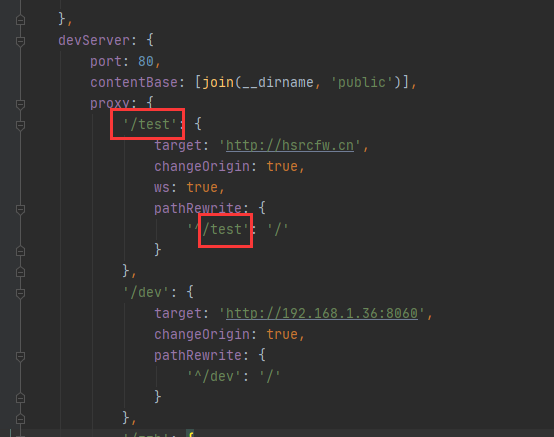 },
devServer: {
port: 80,
contentBase: [join(__dirname, 'public')],
proxy: {
'/test': {
target: 'http://hsrcfw.cn',
changeOrigin: true,
ws: true,
pathRewrite: {
'^/test': '/'
}
},
'/dev': {
target: 'http://192.168.1.36:8060',
changeOrigin: true,
pathRewrite: {
'^/dev': '/'
}
},